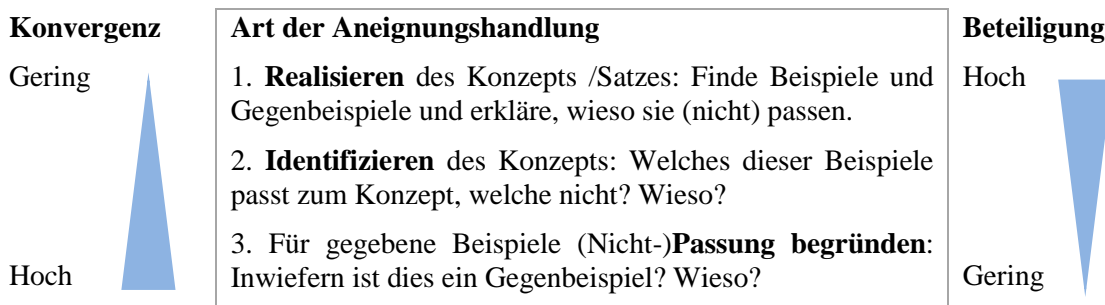 Konvergenz Art der Aneignungshandlung Beteiligung
Gering 1. Realisieren des Konzepts /Satzes: Finde Beispiele und Hoch
Gegenbeispiele und erkläre, wieso sie (nicht) passen.
2. Identifizieren des Konzepts: Welches dieser Beispiele
passt zum Konzept, welche nicht? Wieso?
3. Für gegebene Beispiele (Nicht-)Passung begründen:
Hoch Inwiefern ist dies ein Gegenbeispiel? Wieso? Gering